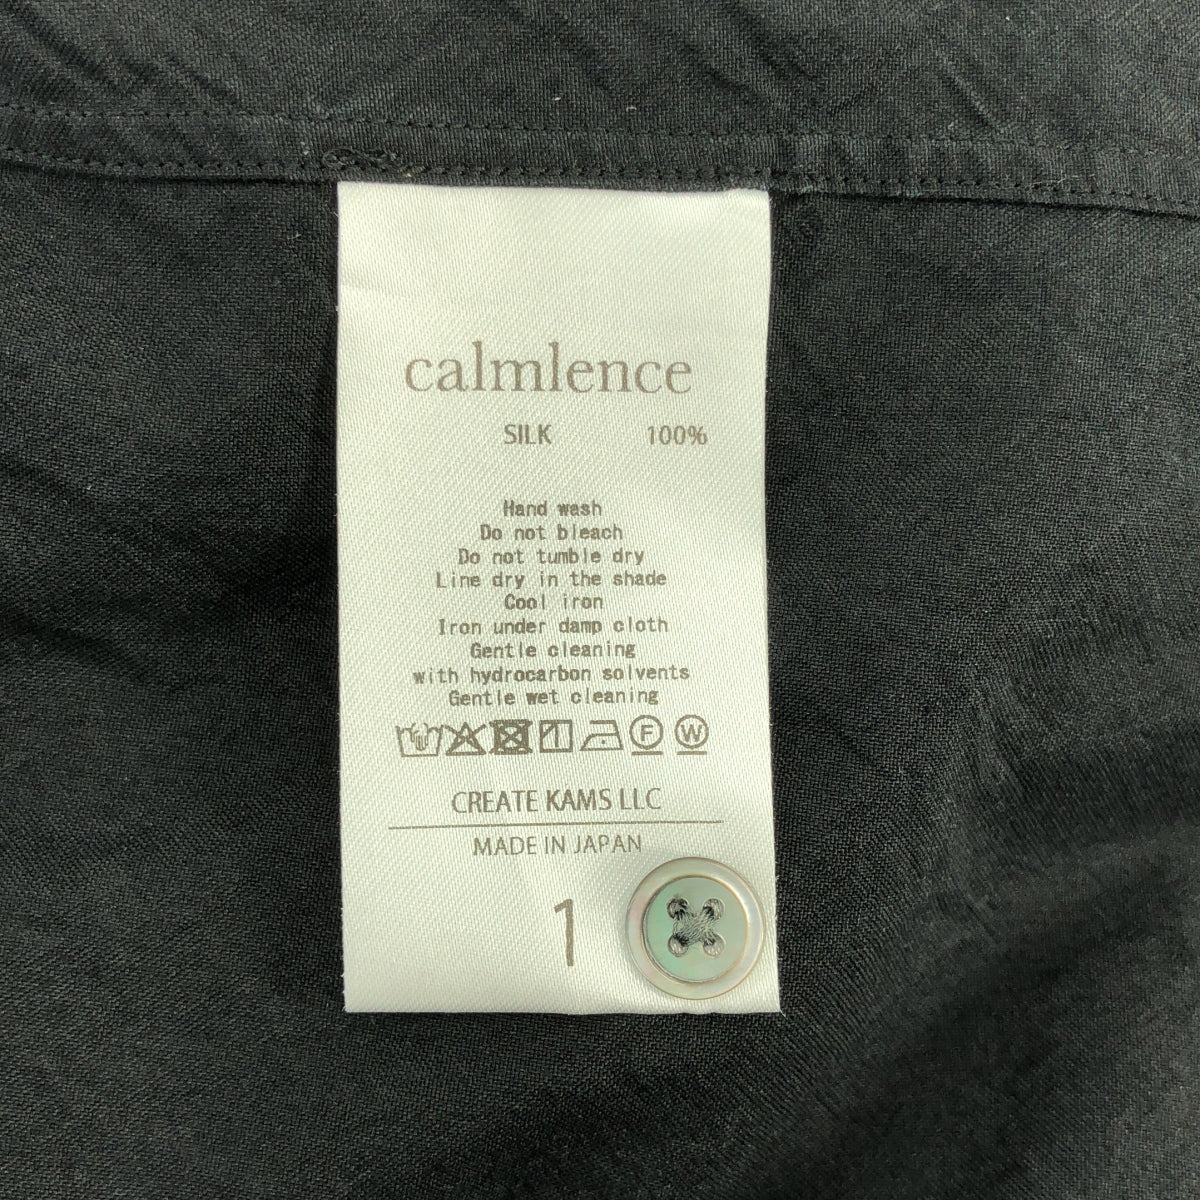 calmlence
SILK 100%
Hand wash
Do not bleach
Do not tumble dry
Line dry in the shade
Cool iron
Iron under damp cloth
Gentle cleaning
with hydrocarbon solvents
Gentle wet cleaning
F W
CREATE KAMS LLC
MADE IN JAPAN
1